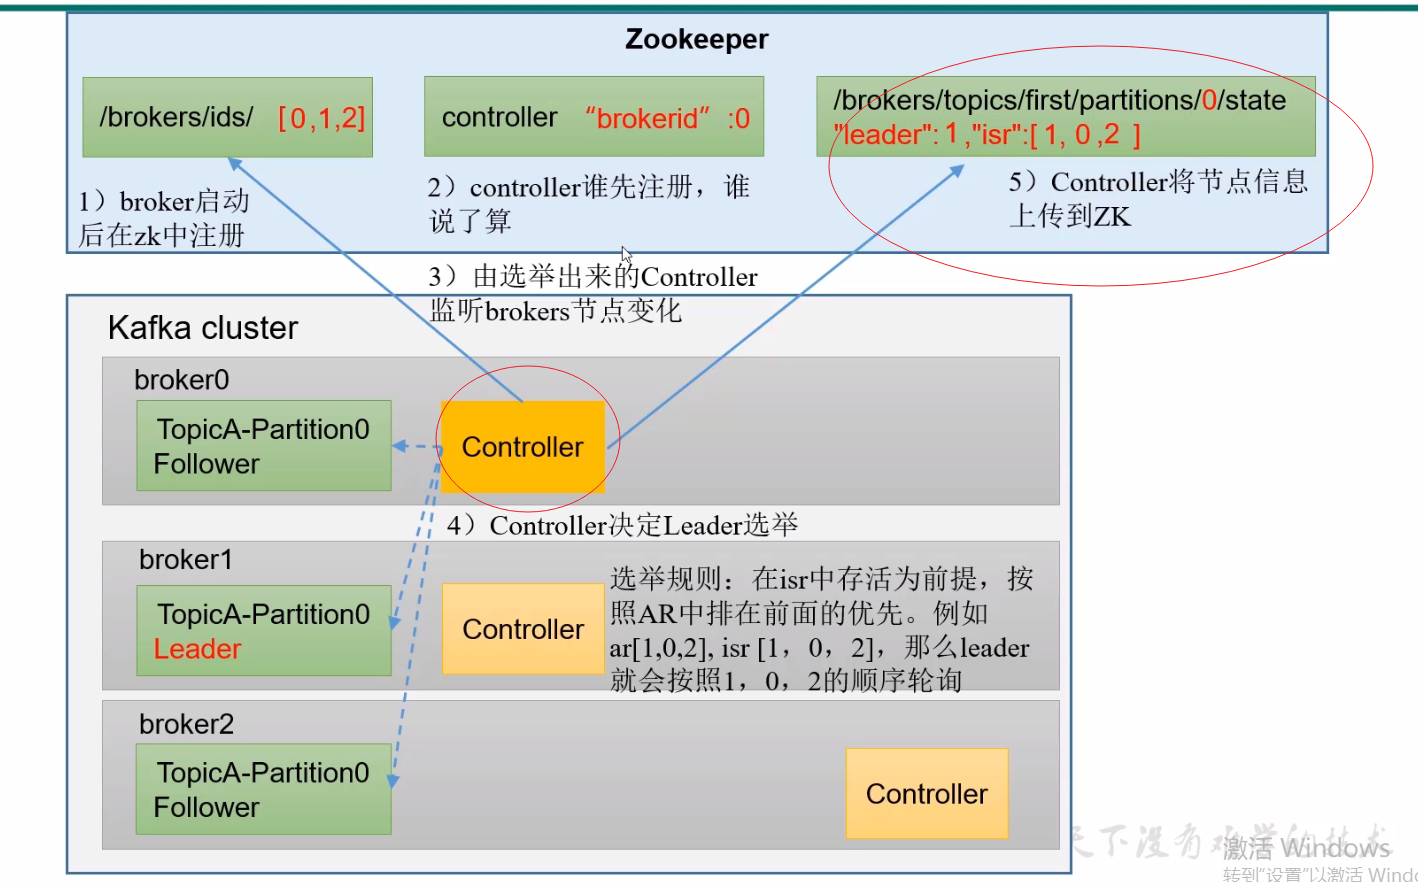 Zookeeper
/brokers/ids/ [0,1,2]
controller “brokerid” :0
/brokers/topics/first/partitions/0/state
"leader":1,"isr":[1, 0,2 ]
1）broker启动
后在zk中注册
2）controller谁先注册，谁
说了算
5）Controller将节点信息
上传到ZK
3）由选举出来的Controller
监听brokers节点变化
Kafka cluster
broker0
TopicA-Partition0
Follower
Controller
4）Controller决定Leader选举
broker1
TopicA-Partition0
Leader
Controller
选举规则：在isr中存活为前提，按
照AR中排在前面的优先。例如
ar[1,0,2], isr [1，0，2]，那么leader
就会按照1，0，2的顺序轮询
broker2
TopicA-Partition0
Follower
Controller
天下没有难学的技术
激活 Windows
转到"设置"以激活 Windo